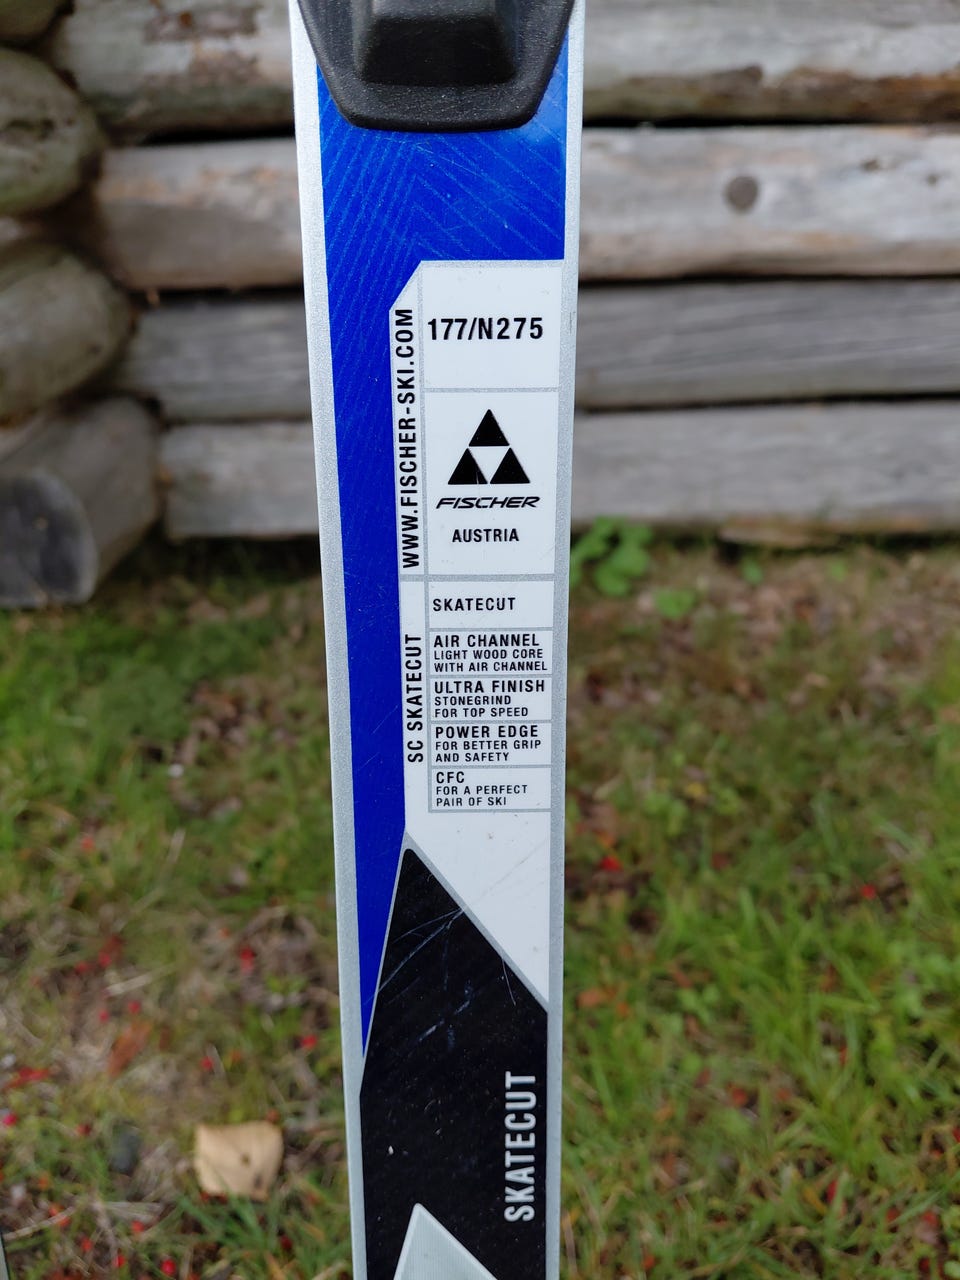 177/N275
WWW.FISCHER-SKI.COM
FISCHER
AUSTRIA
SC SKATECUT
SKATECUT
AIR CHANNEL
LIGHT WOOD CORE
WITH AIR CHANNEL
ULTRA FINISH
STONEGRIND
FOR TOP SPEED
POWER EDGE
FOR BETTER GRIP
AND SAFETY
CFC
FOR A PERFECT
PAIR OF SKI
SKATECUT